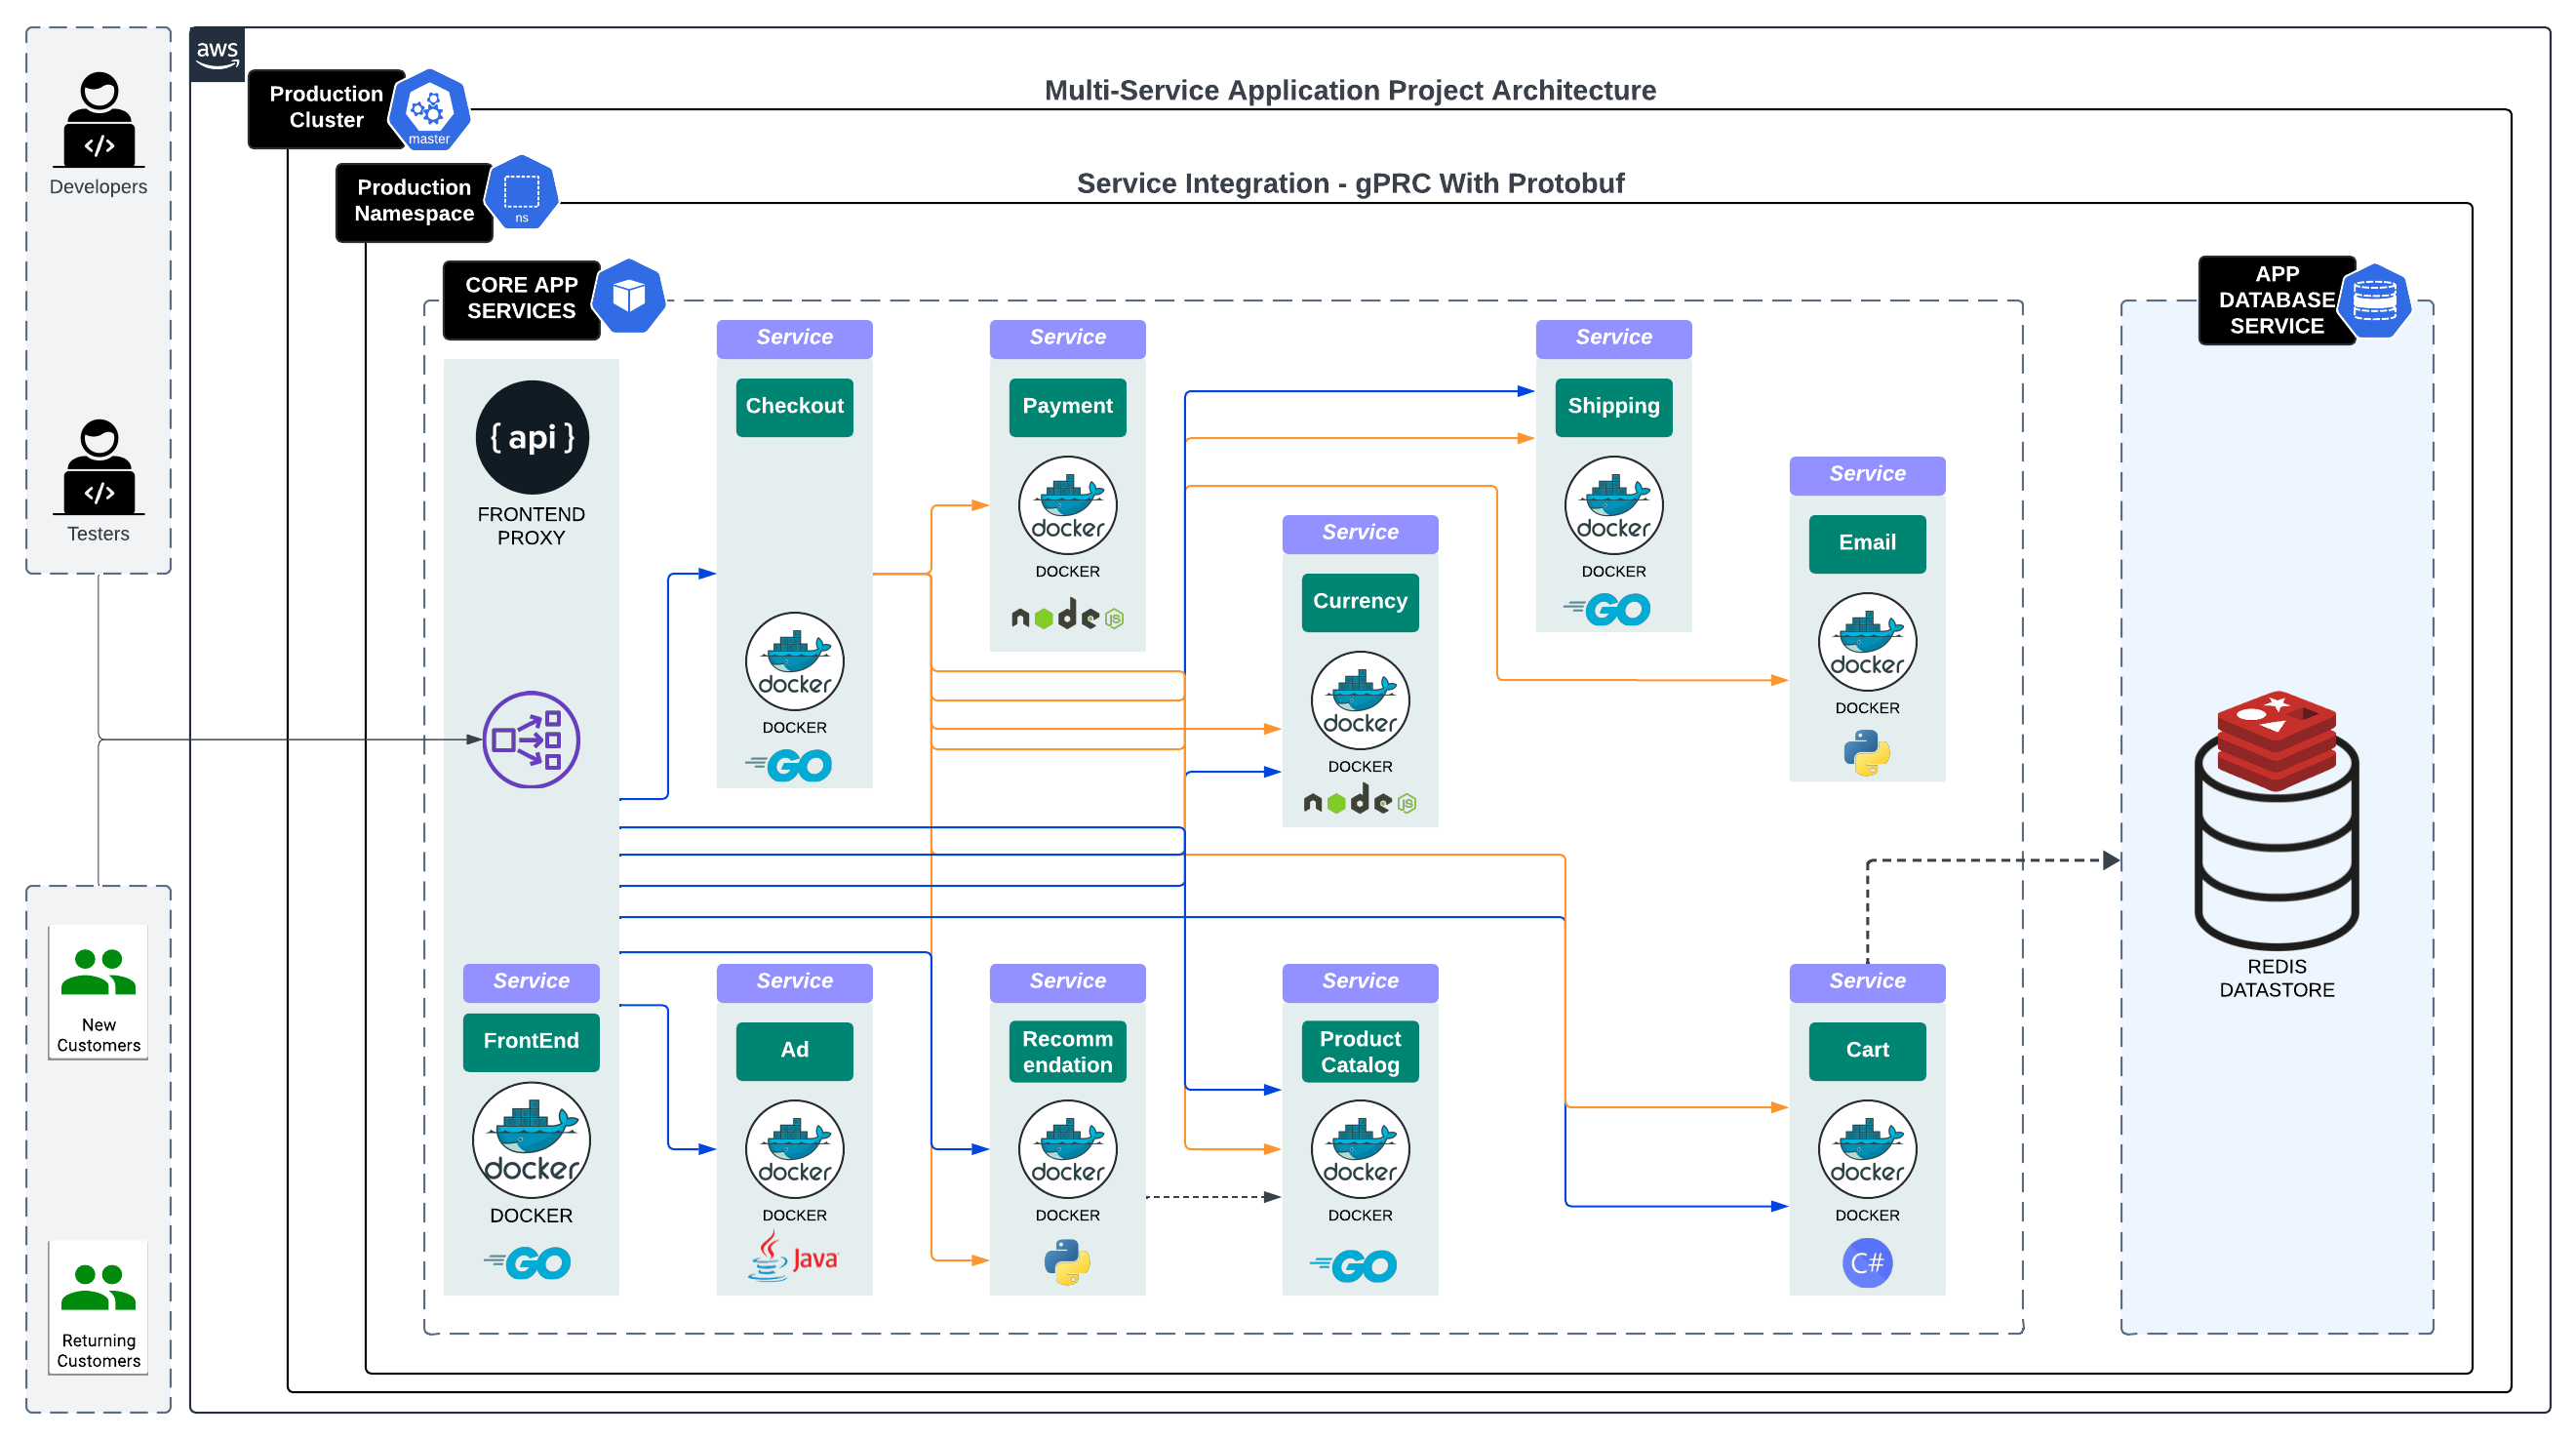 aws
Multi-Service Application Project Architecture
Production
Cluster
master
Service Integration - gPRC With Protobuf
Production
Namespace
ns
Developers
Testers
New
Customers
Returning
Customers
CORE APP
SERVICES
{ api }
FRONTEND
PROXY
Service
FrontEnd
docker
DOCKER
GO
Service
Checkout
docker
DOCKER
GO
Service
Payment
docker
DOCKER
node
JS
Service
Currency
docker
DOCKER
node
JS
Service
Shipping
docker
DOCKER
GO
Service
Email
docker
DOCKER
Service
Ad
docker
DOCKER
Java
Service
Recomm
endation
docker
DOCKER
Service
Product
Catalog
docker
DOCKER
GO
Service
Cart
docker
DOCKER
C#
APP
DATABASE
SERVICE
REDIS
DATASTORE